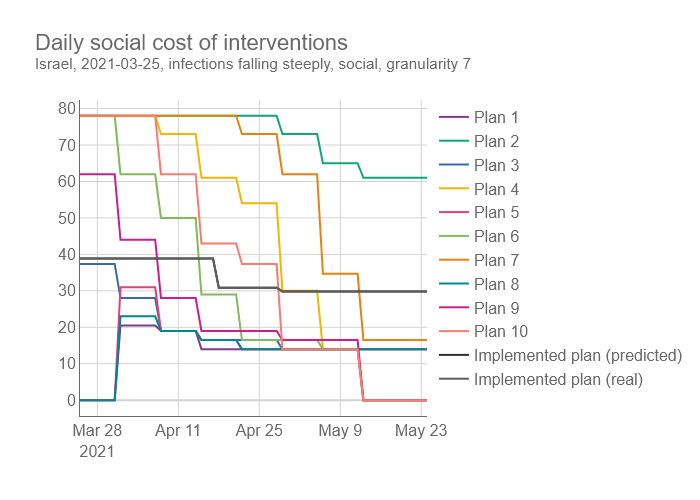 Daily social cost of interventions
Israel, 2021-03-25, infections falling steeply, social, granularity 7
80
70
60
50
40
30
20
10
0
Mar 28
2021
Apr 11
Apr 25
May 9
May 23
Plan 1
Plan 2
Plan 3
Plan 4
Plan 5
Plan 6
Plan 7
Plan 8
Plan 9
Plan 10
Implemented plan (predicted)
Implemented plan (real)